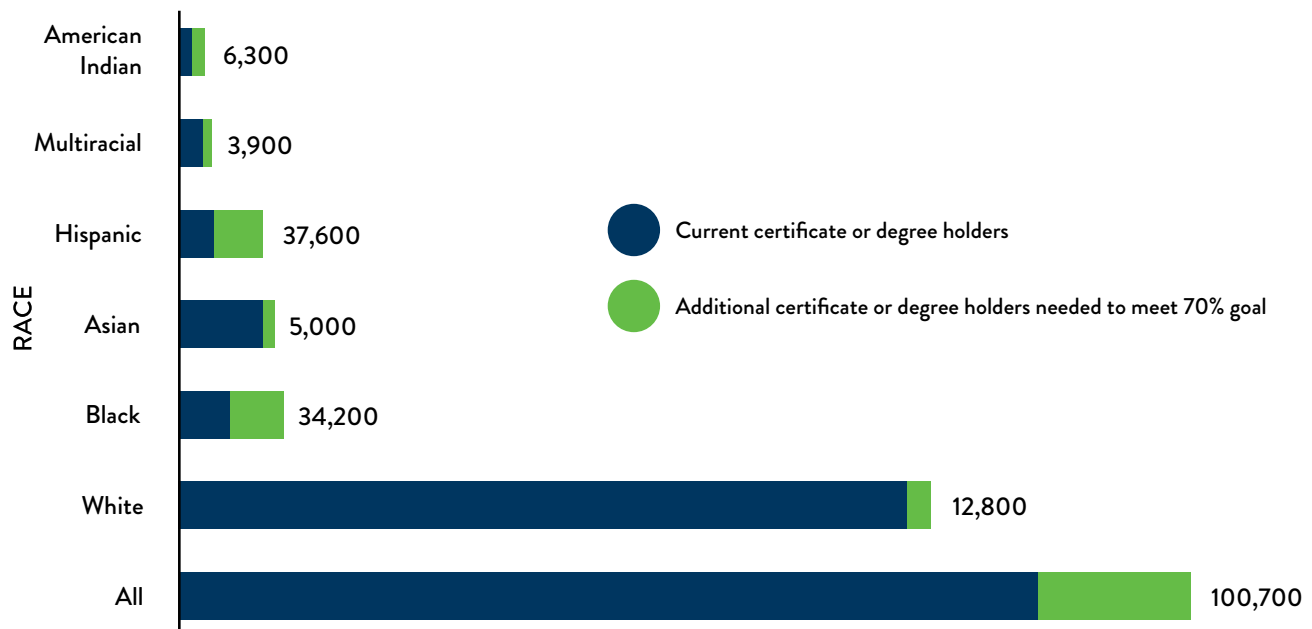 American
Indian
6,300
Multiracial
3,900
Hispanic
37,600
Current certificate or degree holders
RACE
Asian
5,000
Additional certificate or degree holders needed to meet 70% goal
Black
34,200
White
12,800
All
100,700